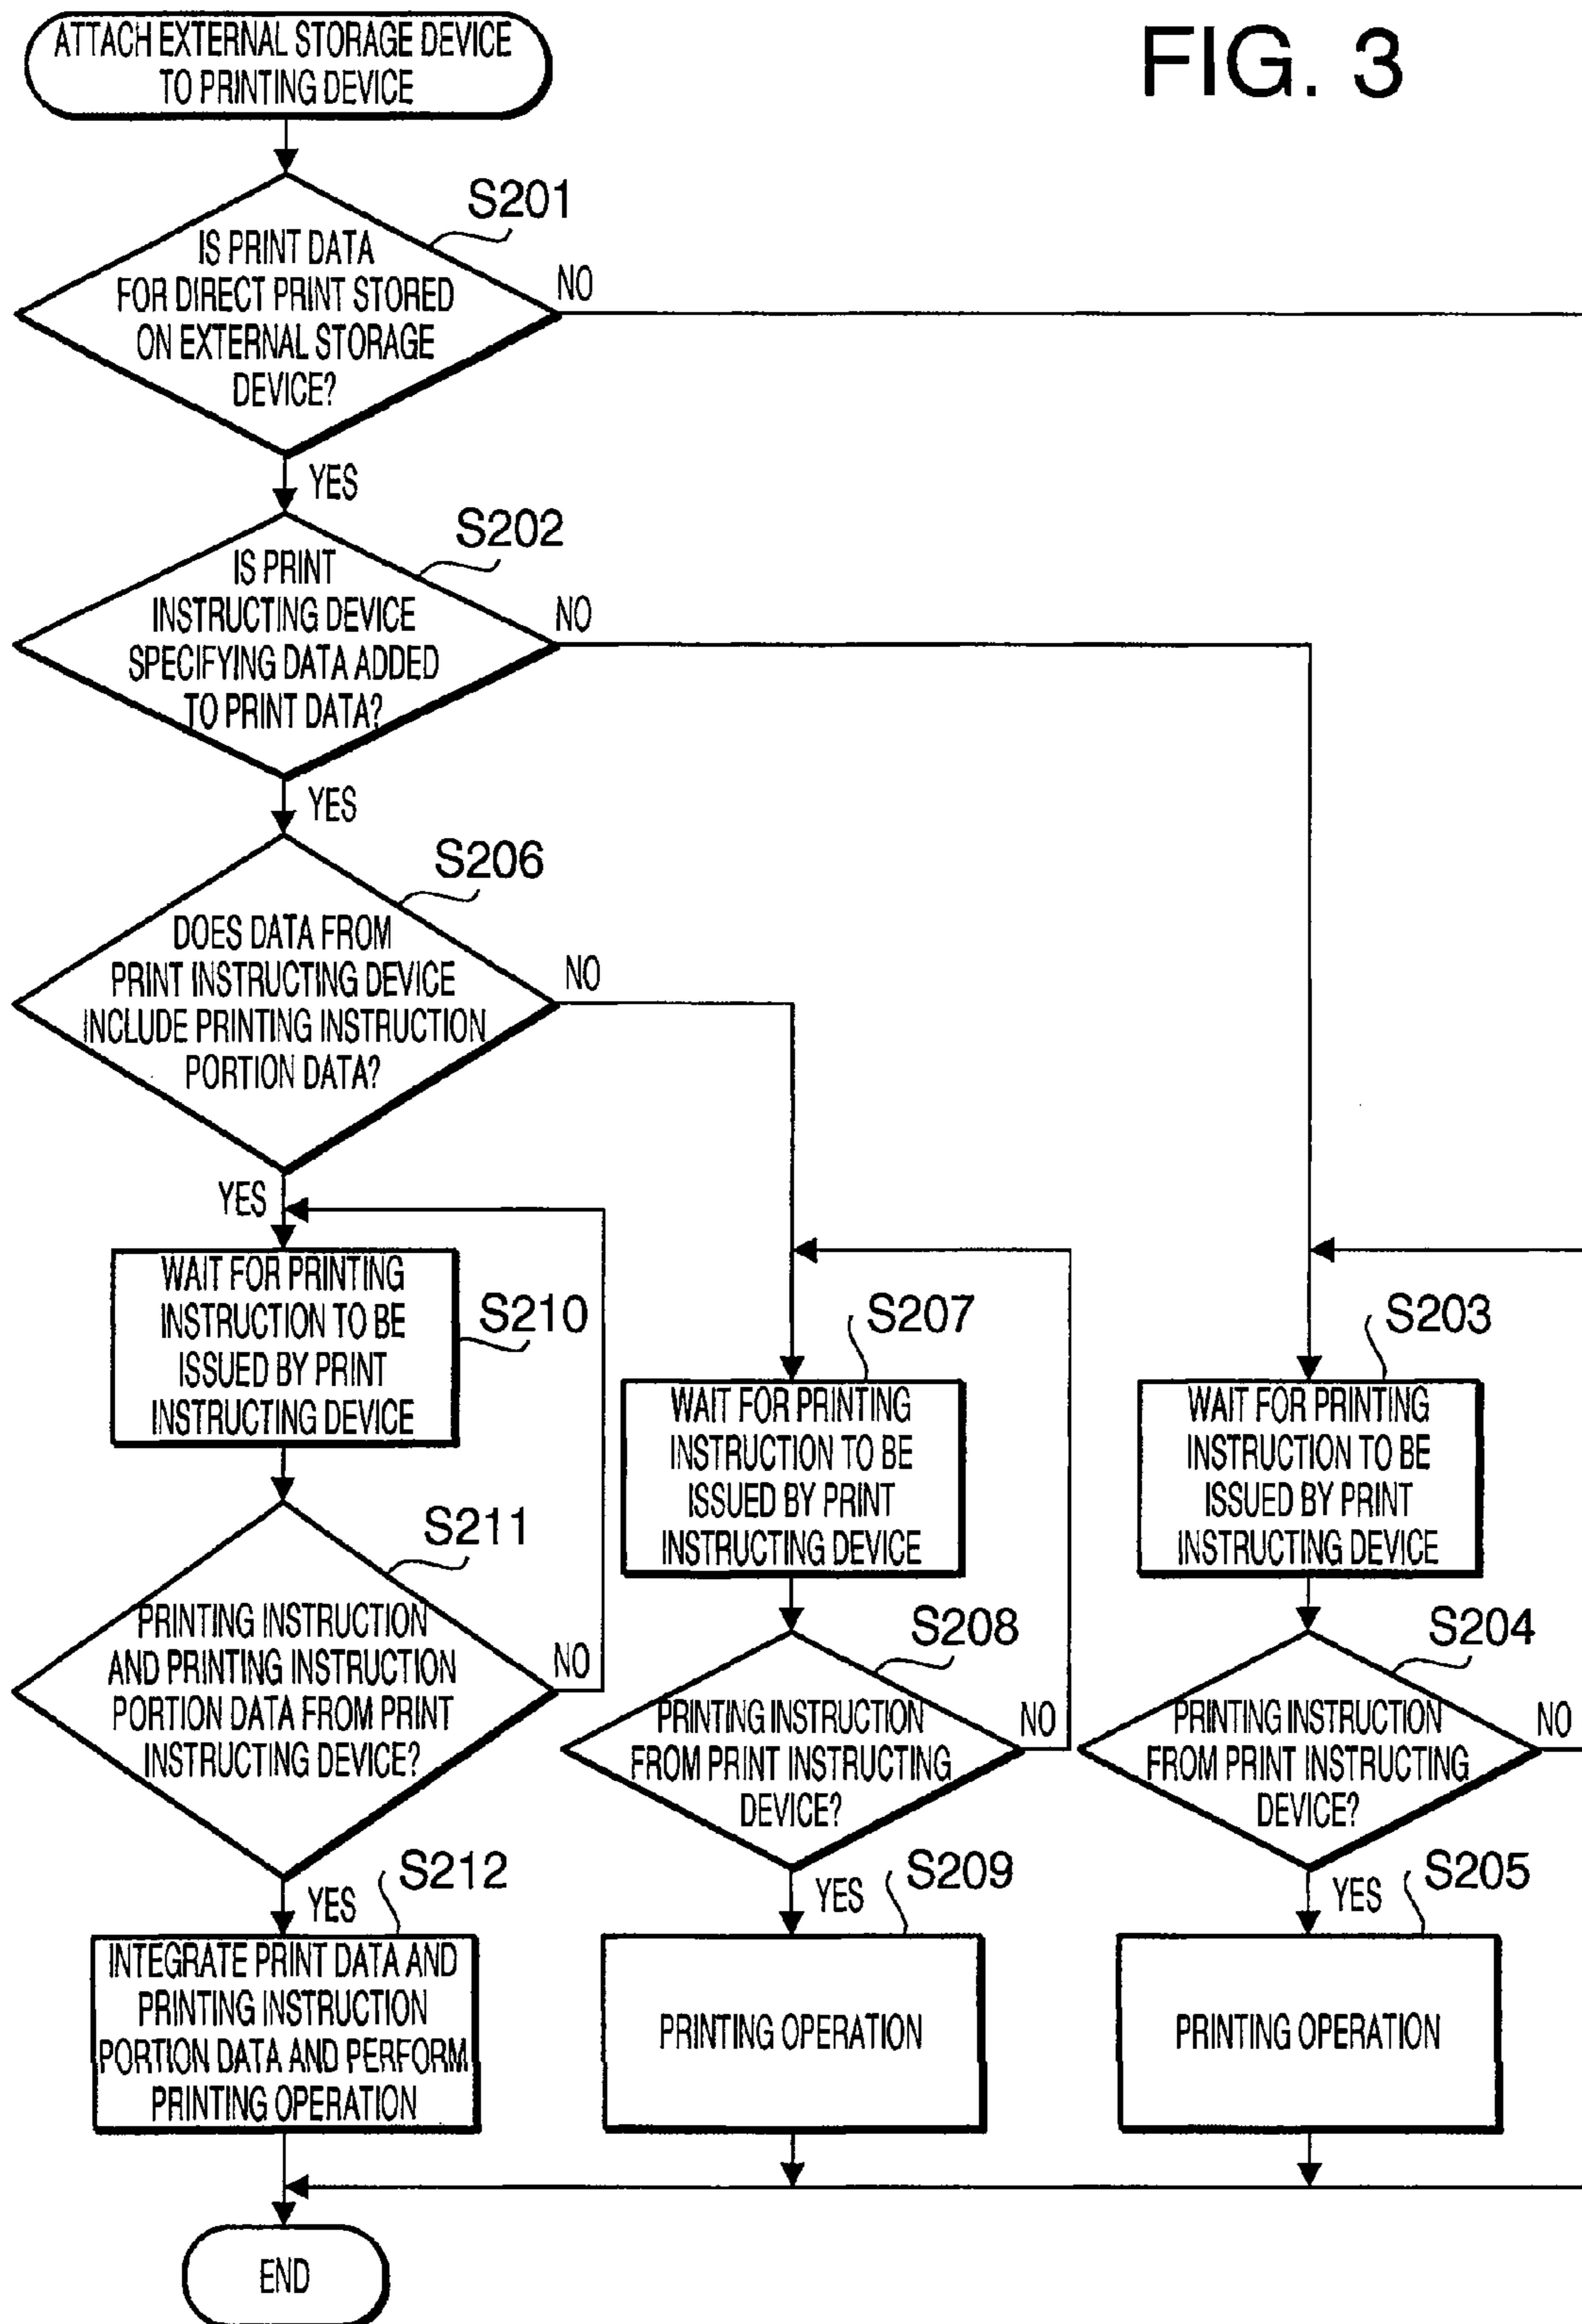 FIG. 3
ATTACH EXTERNAL STORAGE DEVICE
TO PRINTING DEVICE
S201
IS PRINT DATA
FOR DIRECT PRINT STORED
ON EXTERNAL STORAGE
DEVICE?
NO
YES
S202
IS PRINT
INSTRUCTING DEVICE
SPECIFYING DATA ADDED
TO PRINT DATA?
NO
YES
S206
DOES DATA FROM
PRINT INSTRUCTING DEVICE
INCLUDE PRINTING INSTRUCTION
PORTION DATA?
NO
YES
WAIT FOR PRINTING
INSTRUCTION TO BE
ISSUED BY PRINT
INSTRUCTING DEVICE
S210
S211
PRINTING INSTRUCTION
AND PRINTING INSTRUCTION
PORTION DATA FROM PRINT
INSTRUCTING DEVICE?
NO
YES
S212
INTEGRATE PRINT DATA AND
PRINTING INSTRUCTION
PORTION DATA AND PERFORM
PRINTING OPERATION
S207
WAIT FOR PRINTING
INSTRUCTION TO BE
ISSUED BY PRINT
INSTRUCTING DEVICE
S208
PRINTING INSTRUCTION
FROM PRINT INSTRUCTING
DEVICE?
NO
YES
S209
PRINTING OPERATION
S203
WAIT FOR PRINTING
INSTRUCTION TO BE
ISSUED BY PRINT
INSTRUCTING DEVICE
S204
PRINTING INSTRUCTION
FROM PRINT INSTRUCTING
DEVICE?
NO
YES
S205
PRINTING OPERATION
END